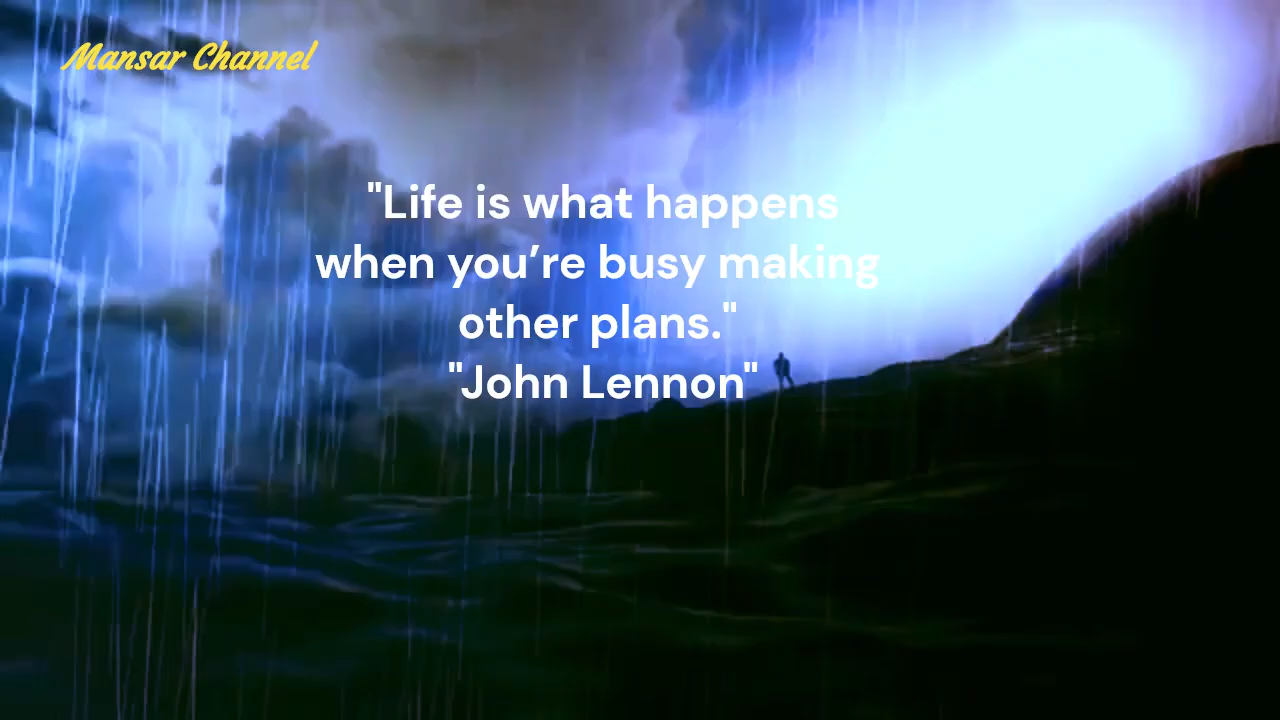 Mansar Channel
"Life is what happens
when you’re busy making
other plans."
"John Lennon"